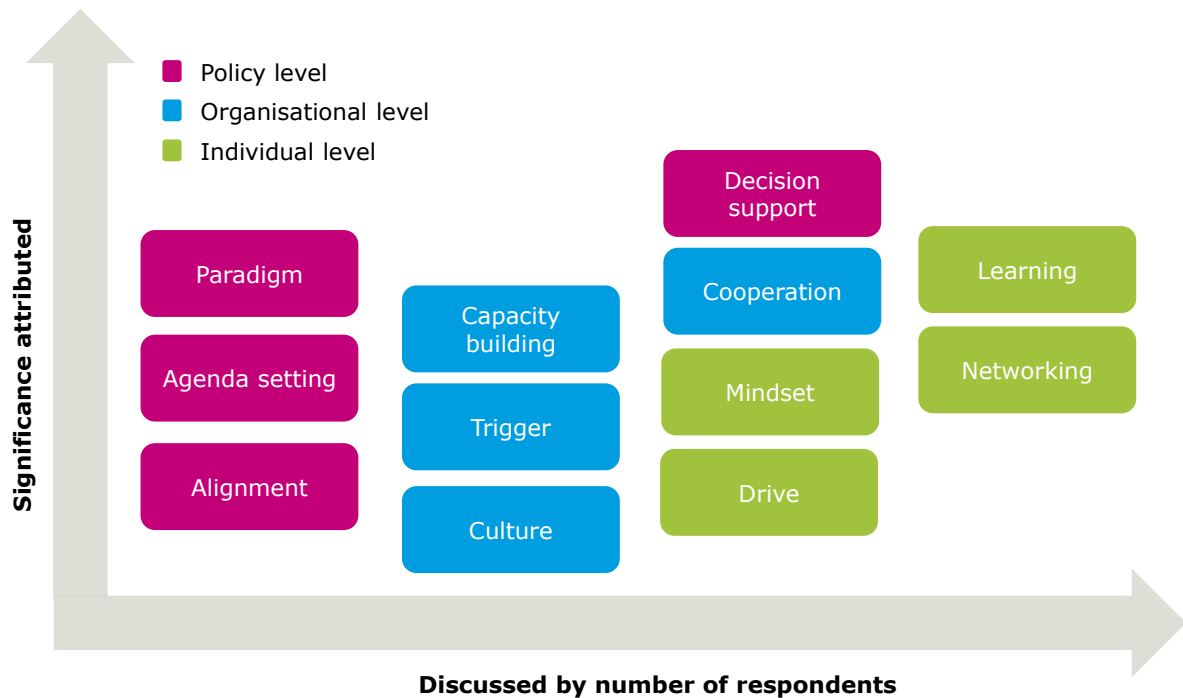 Policy level
Organisational level
Individual level
Significance attributed
Paradigm
Agenda setting
Alignment
Capacity
building
Trigger
Culture
Decision
support
Cooperation
Mindset
Drive
Learning
Networking
Discussed by number of respondents